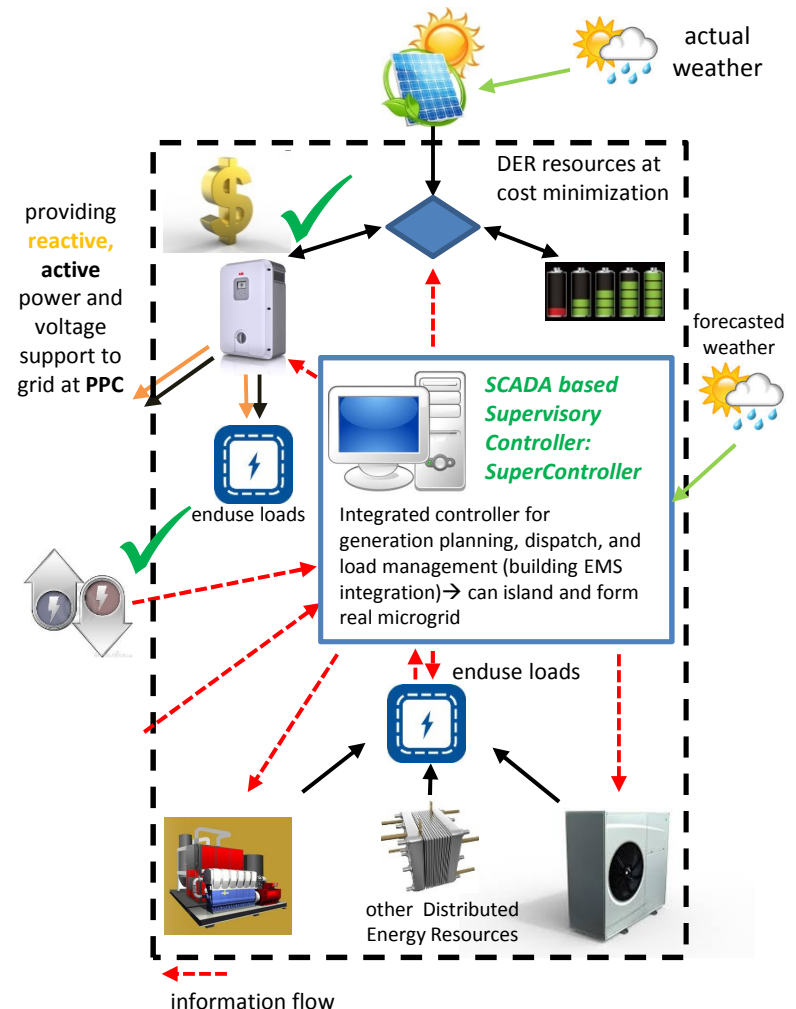 actual
weather
DER resources at
cost minimization
providing
reactive,
active
power and
voltage
support to
grid at PPC
forecasted
weather
SCADA based
Supervisory
Controller:
SuperController
Integrated controller for
generation planning, dispatch, and
load management (building EMS
integration)→ can island and form
real microgrid
enduse loads
enduse loads
other Distributed
Energy Resources
information flow